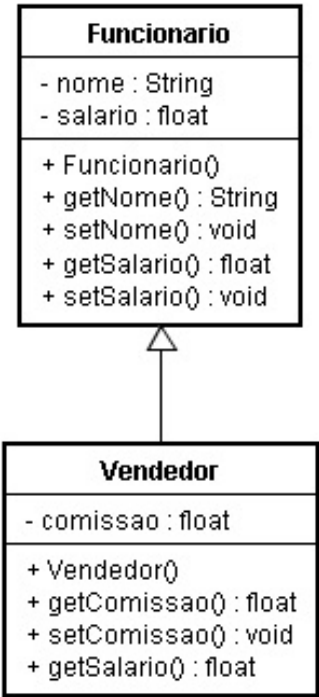 Funcionario
- nome : String
- salario : float
+ Funcionario()
+ getNome() : String
+ setNome() : void
+ getSalario() : float
+ setSalario() : void
Vendedor
- comissao : float
+ Vendedor()
+ getComissao() : float
+ setComissao() : void
+ getSalario() : float